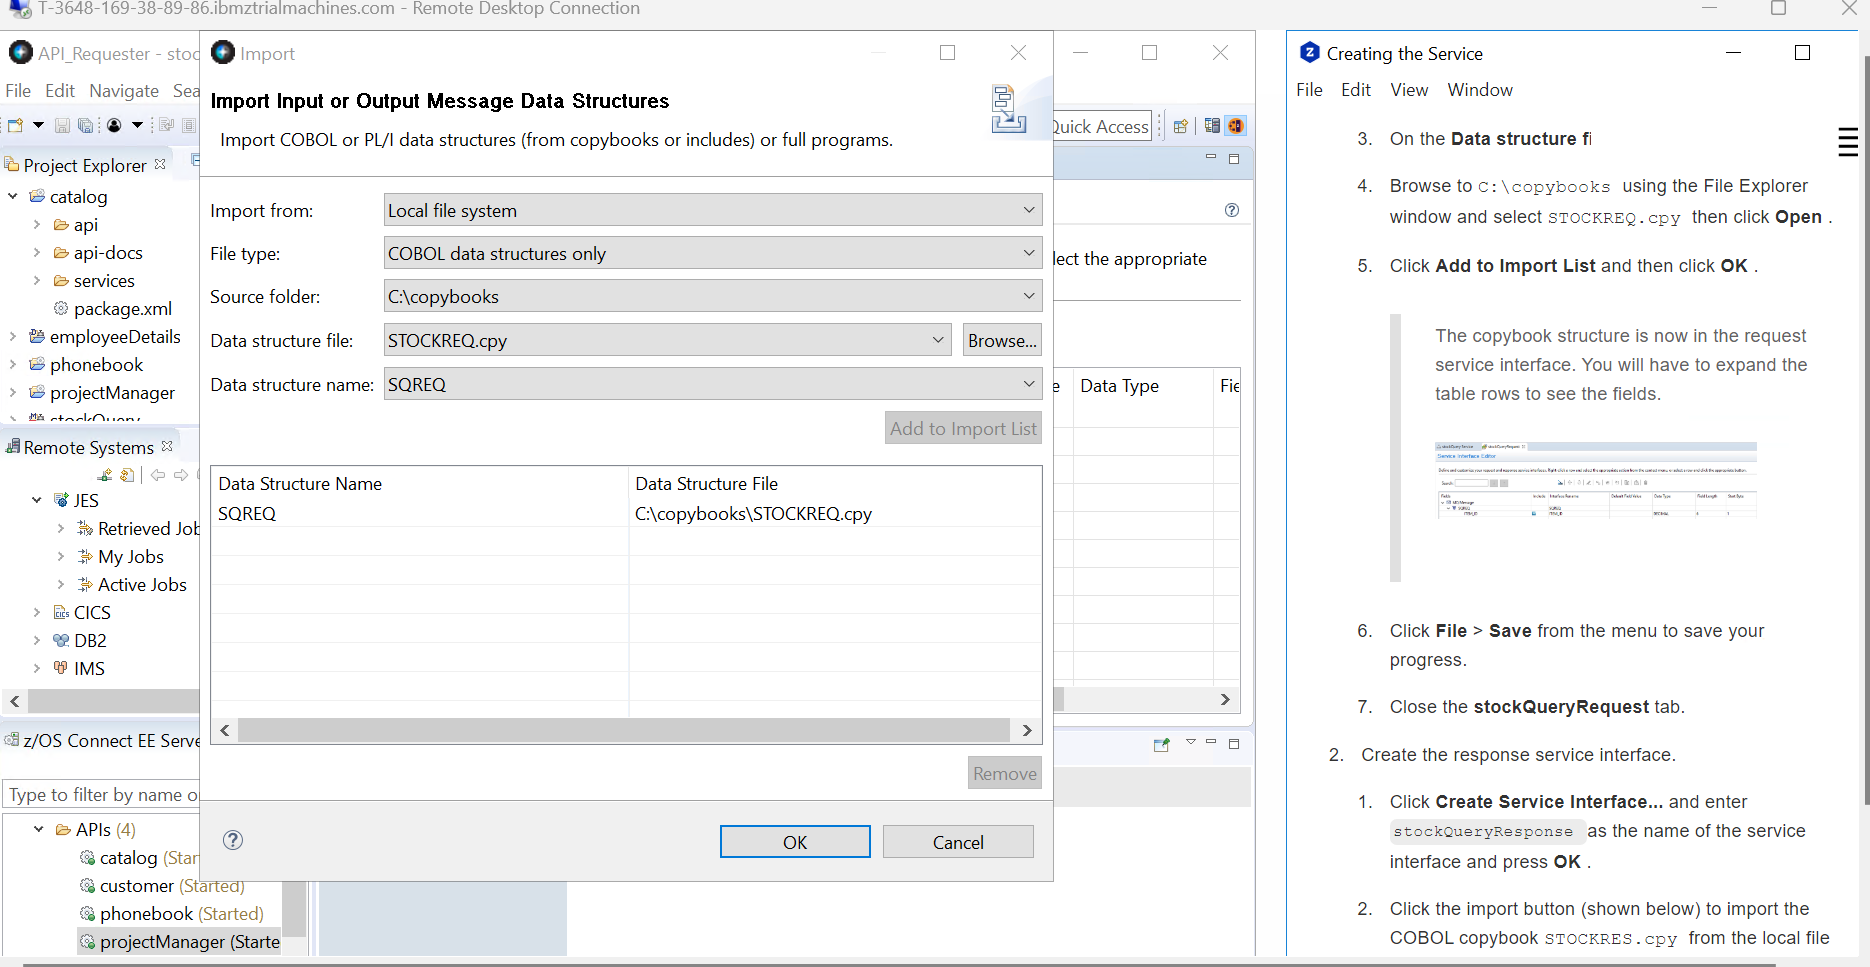 T-3648-169-38-89-86.ibmztrialmachines.com - Remote Desktop Connection
API_Requester - stoc
File Edit Navigate Sea
Project Explorer
catalog
api
api-docs
services
package.xml
employeeDetails
phonebook
projectManager
stockQuery
Remote Systems
JES
Retrieved Job
My Jobs
Active Jobs
CICS
DB2
IMS
z/OS Connect EE Serve
Type to filter by name o
APIs (4)
catalog (Star
customer (Started)
phonebook (Started)
projectManager (Starte
Import
Import Input or Output Message Data Structures
Import COBOL or PL/I data structures (from copybooks or includes) or full programs.
Import from: Local file system
File type: COBOL data structures only
Source folder: C:\copybooks
Data structure file: STOCKREQ.cpy Browse...
Data structure name: SQREQ
Add to Import List
Data Structure Name Data Structure File
SQREQ C:\copybooks\STOCKREQ.cpy
Remove
OK Cancel
Quick Access
lect the appropriate
e Data Type Fie
Creating the Service
File Edit View Window
3. On the Data structure fi
4. Browse to C:\copybooks using the File Explorer
window and select STOCKREQ.cpy then click Open .
5. Click Add to Import List and then click OK .
The copybook structure is now in the request
service interface. You will have to expand the
table rows to see the fields.
Service Interface Editor
6. Click File > Save from the menu to save your
progress.
7. Close the stockQueryRequest tab.
2. Create the response service interface.
1. Click Create Service Interface... and enter
stockQueryResponse as the name of the service
interface and press OK .
2. Click the import button (shown below) to import the
COBOL copybook STOCKRES.cpy from the local file